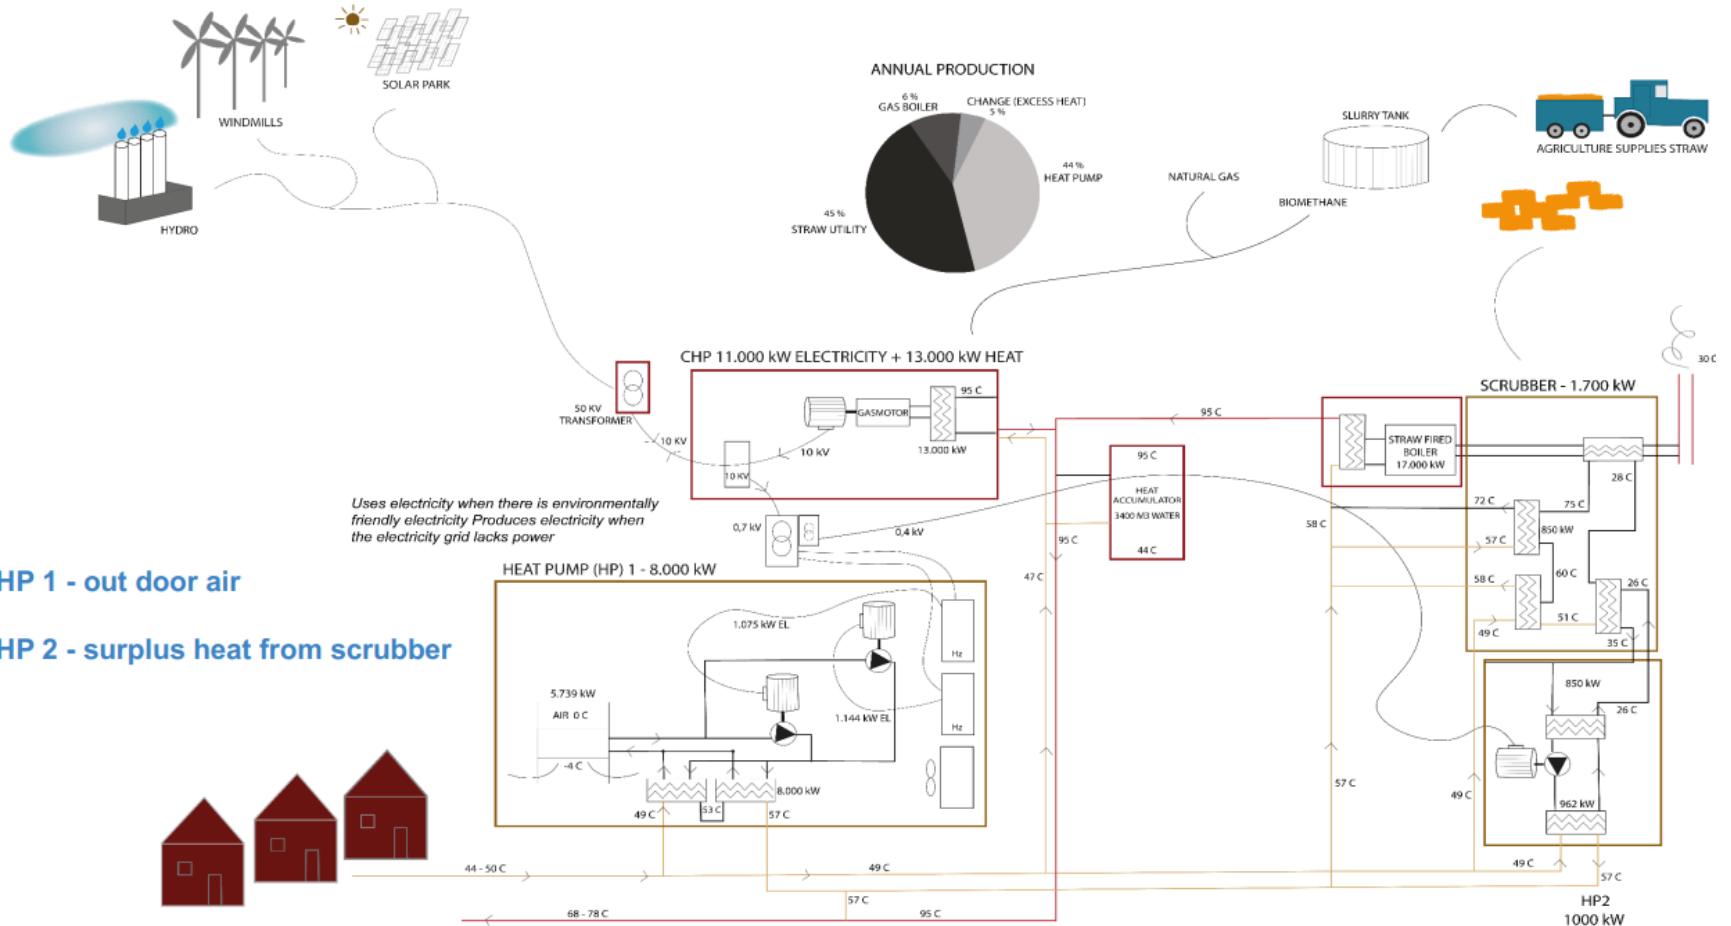 WINDMILLS
SOLAR PARK
HYDRO
ANNUAL PRODUCTION
6 %
GAS BOILER
CHANGE (EXCESS HEAT)
5 %
44 %
HEAT PUMP
45 %
STRAW UTILITY
NATURAL GAS
BIOMETHANE
SLURRY TANK
AGRICULTURE SUPPLIES STRAW
50 KV
TRANSFORMER
10 KV
CHP 11.000 kW ELECTRICITY + 13.000 kW HEAT
GASMOTOR
95 C
13.000 kW
10 kV
10 KV
0,7 kV
0,4 kV
Uses electricity when there is environmentally
friendly electricity Produces electricity when
the electricity grid lacks power
HP 1 - out door air
HP 2 - surplus heat from scrubber
HEAT PUMP (HP) 1 - 8.000 kW
1.075 kW EL
1.144 kW EL
Hz
Hz
5.739 kW
AIR 0 C
-4 C
8.000 kW
49 C
53 C
57 C
95 C
95 C
HEAT
ACCUMULATOR
3400 M3 WATER
44 C
95 C
47 C
SCRUBBER - 1.700 kW
30 C
STRAW FIRED
BOILER
17.000 kW
28 C
72 C
75 C
850 kW
58 C
57 C
60 C
58 C
26 C
49 C
51 C
35 C
850 kW
26 C
962 kW
57 C
49 C
49 C
57 C
HP2
1000 kW
44 - 50 C
49 C
57 C
68 - 78 C
95 C